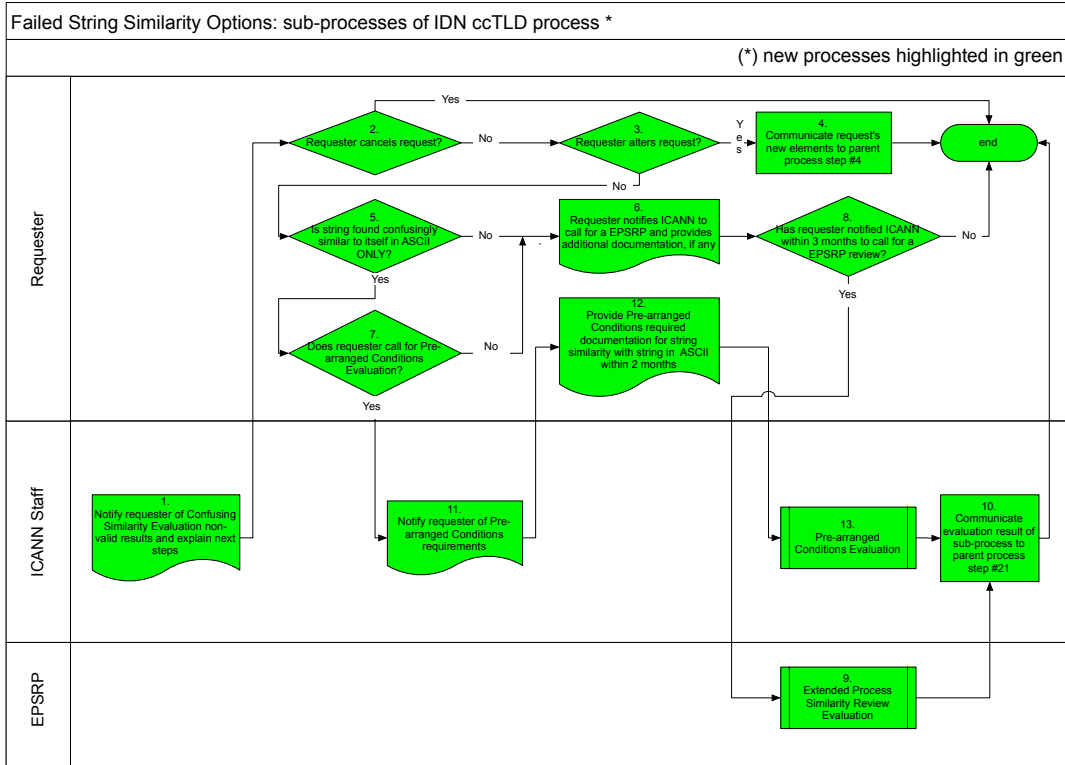 Failed String Similarity Options: sub-processes of IDN ccTLD process *
(*) new processes highlighted in green
Requester
Yes
2.
Requester cancels request?
No
3.
Requester alters request?
Y
e
s
4.
Communicate request's
new elements to parent
process step #4
end
No
5.
Is string found confusingly
similar to itself in ASCII
ONLY?
No
6.
Requester notifies ICANN to
call for a EPSRP and provides
additional documentation, if any
8.
Has requester notified ICANN
within 3 months to call for a
EPSRP review?
No
Yes
Yes
7.
Does requester call for Pre-
arranged Conditions
Evaluation?
No
12.
Provide Pre-arranged
Conditions required
documentation for string
similarity with string in ASCII
within 2 months
Yes
ICANN Staff
1.
Notify requester of Confusing
Similarity Evaluation non-
valid results and explain next
steps
11.
Notify requester of Pre-
arranged Conditions
requirements
13.
Pre-arranged
Conditions Evaluation
10.
Communicate
evaluation result of
sub-process to
parent process
step #21
EPSRP
9.
Extended Process
Similarity Review
Evaluation